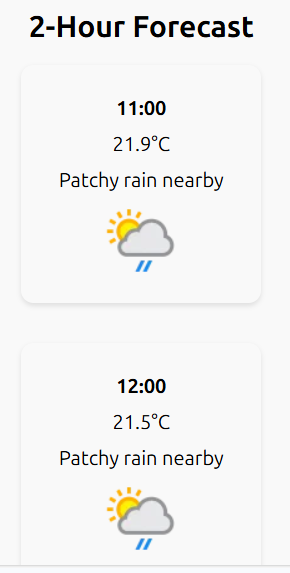 2-Hour Forecast
11:00
21.9°C
Patchy rain nearby
12:00
21.5°C
Patchy rain nearby